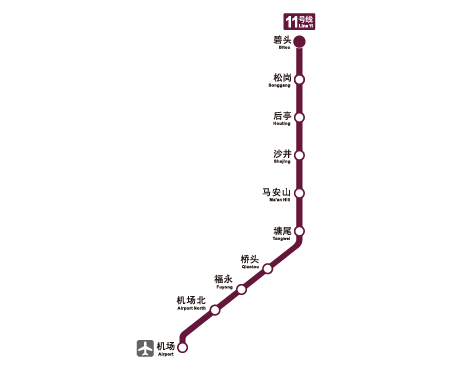 11号线
Line 11
碧头
Bitou
松岗
Songgang
后亭
Houting
沙井
Shajing
马安山
Ma'an Hill
塘尾
Tangwei
桥头
Qiaotou
福永
Fuyong
机场北
Airport North
机场
Airport